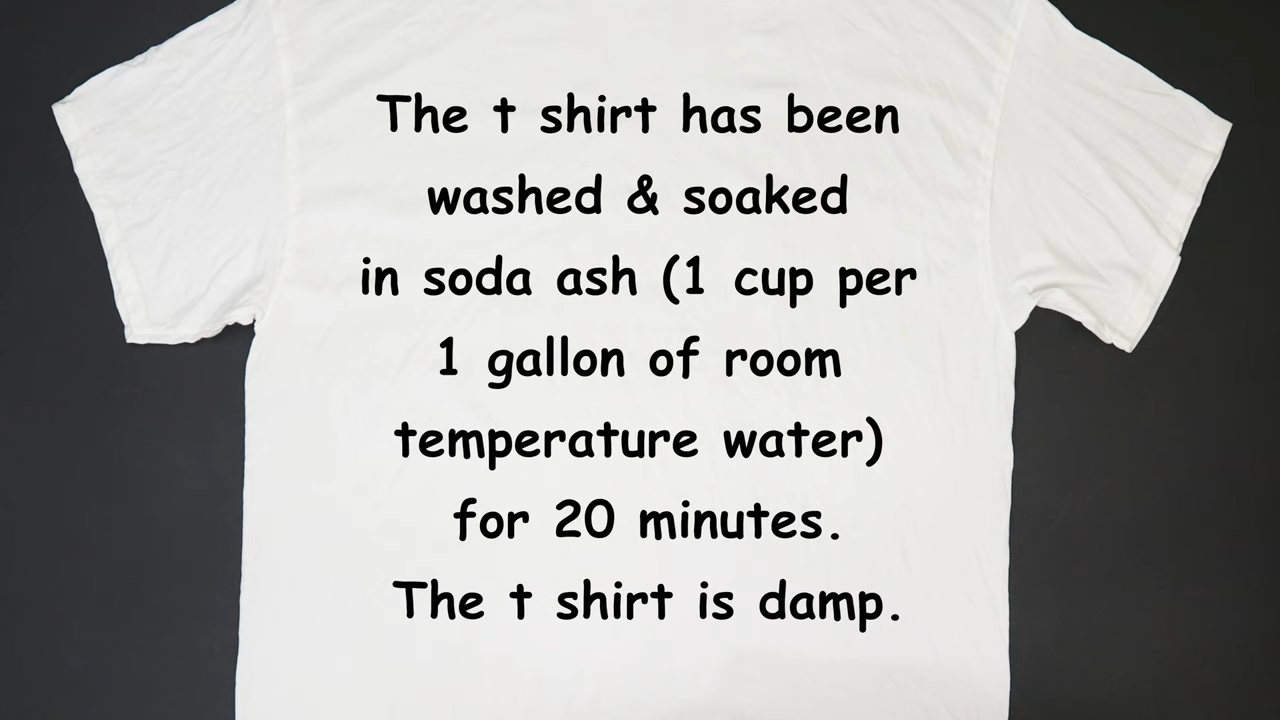 The t shirt has been
washed & soaked
in soda ash (1 cup per
1 gallon of room
temperature water)
for 20 minutes.
The t shirt is damp.